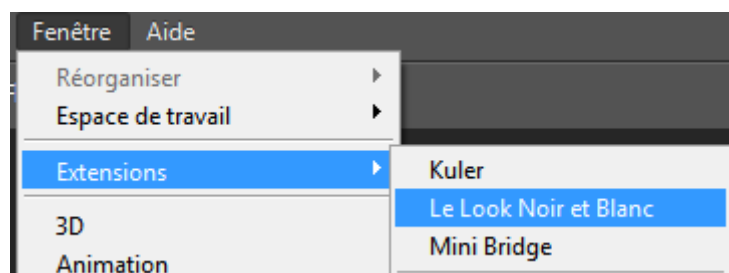 Fenêtre Aide
Réorganiser
Espace de travail
Extensions
Kuler
Le Look Noir et Blanc
3D
Mini Bridge
Animation